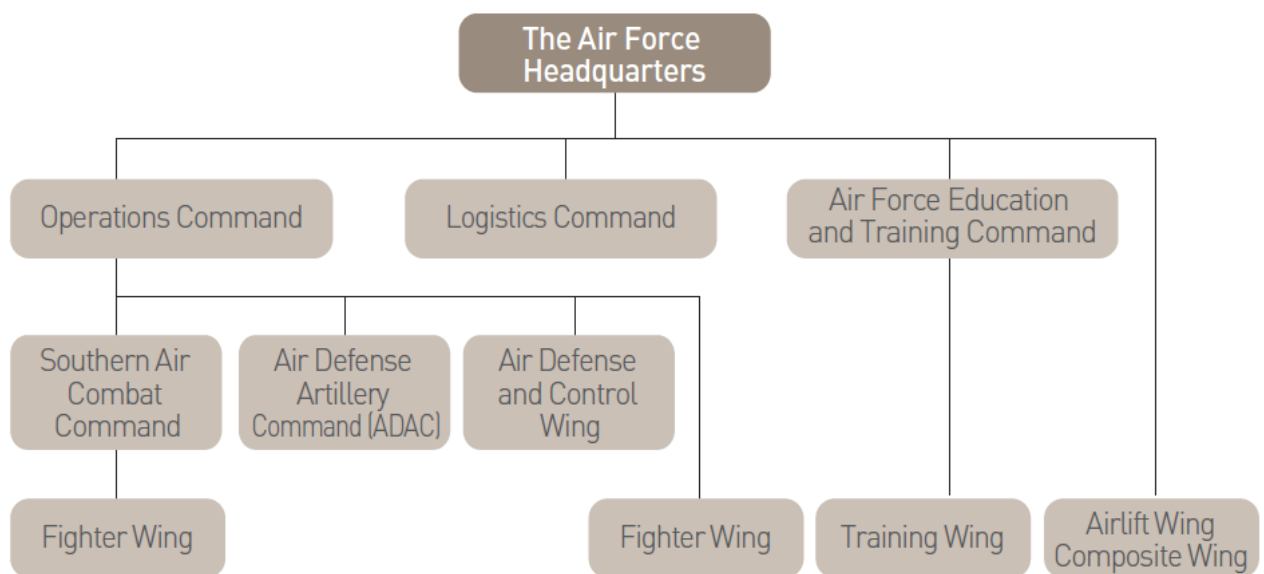 The Air Force
Headquarters
Operations Command
Logistics Command
Air Force Education
and Training Command
Southern Air
Combat
Command
Air Defense
Artillery
Command (ADAC)
Air Defense
and Control
Wing
Fighter Wing
Fighter Wing
Training Wing
Airlift Wing
Composite Wing